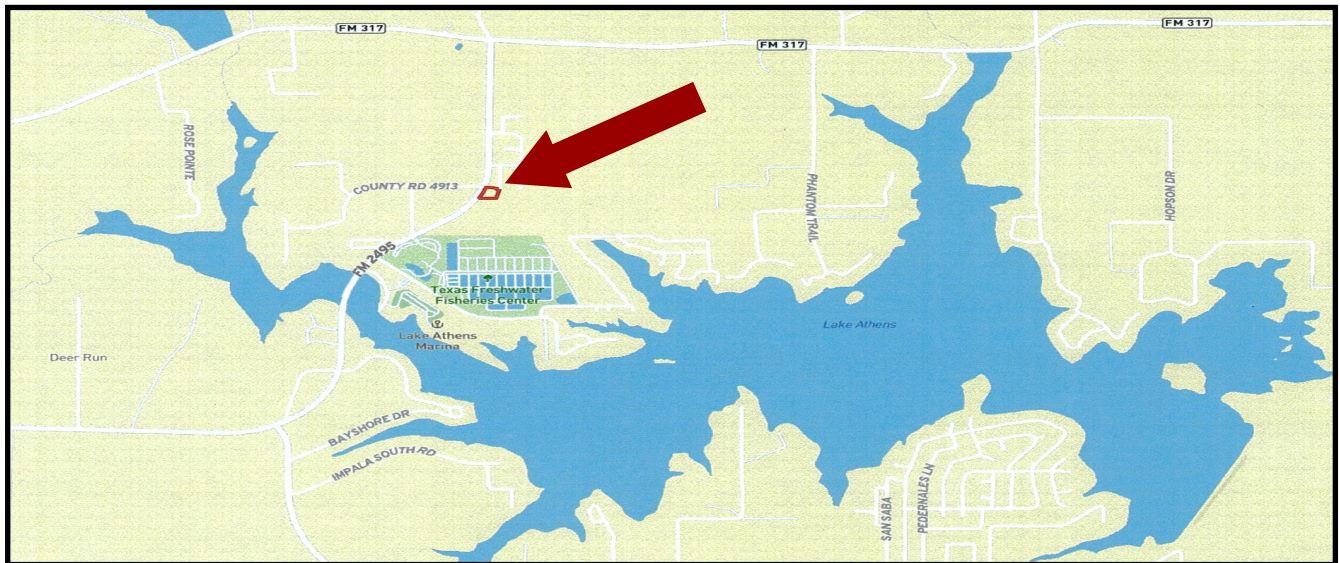 FM 317
FM 317
FM 317
ROSE POINTE
COUNTY RD 4913
PHANTOM TRAIL
HOPSON DR
FM 2495
Texas Freshwater
Fisheries Center
Lake Athens
Lake Athens
Marina
Deer Run
BAYSHORE DR
IMPALA SOUTH RD
SAN SABA
PEDERNALES LN